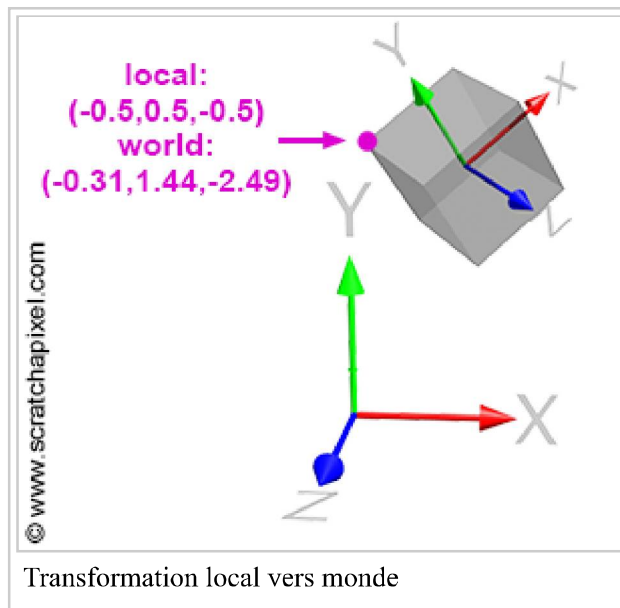 local:
(-0.5,0.5,-0.5)
world:
(-0.31,1.44,-2.49)
Y
X
Z
Y
X
Z
© www.scratchapixel.com
Transformation local vers monde